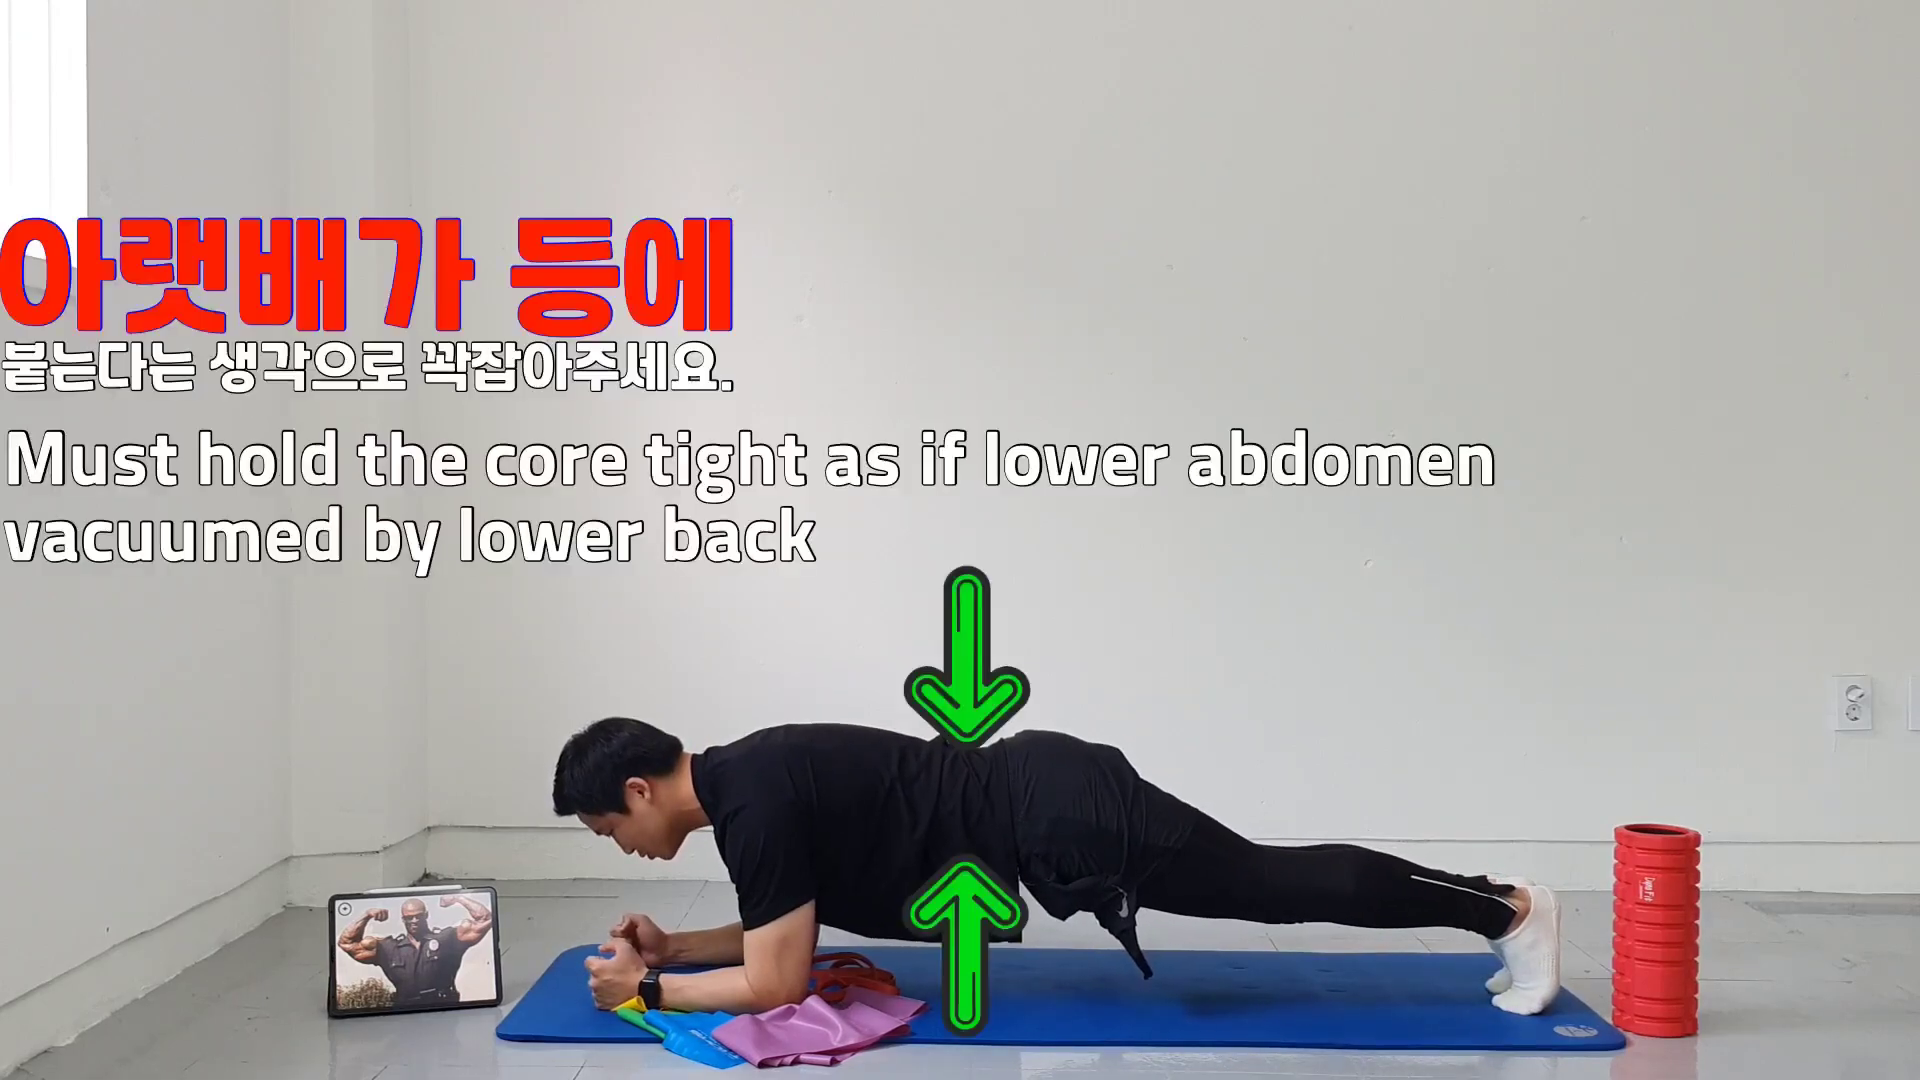 아랫배가 등에
붙는다는 생각으로 꽉잡아주세요.
Must hold the core tight as if lower abdomen
vacuumed by lower back